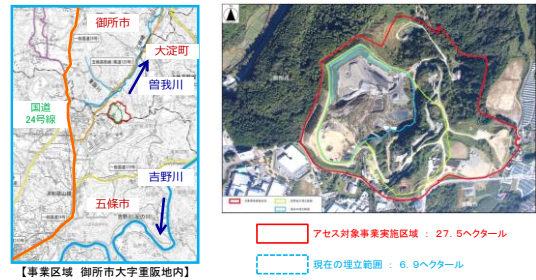 御所市
大淀町
曽我川
国道
24号線
吉野川
五條市
【事業区域 御所市大字重阪地内】
アセス対象事業実施区域 : 27.5ヘクタール
現在の埋立範囲 : 6.9ヘクタール